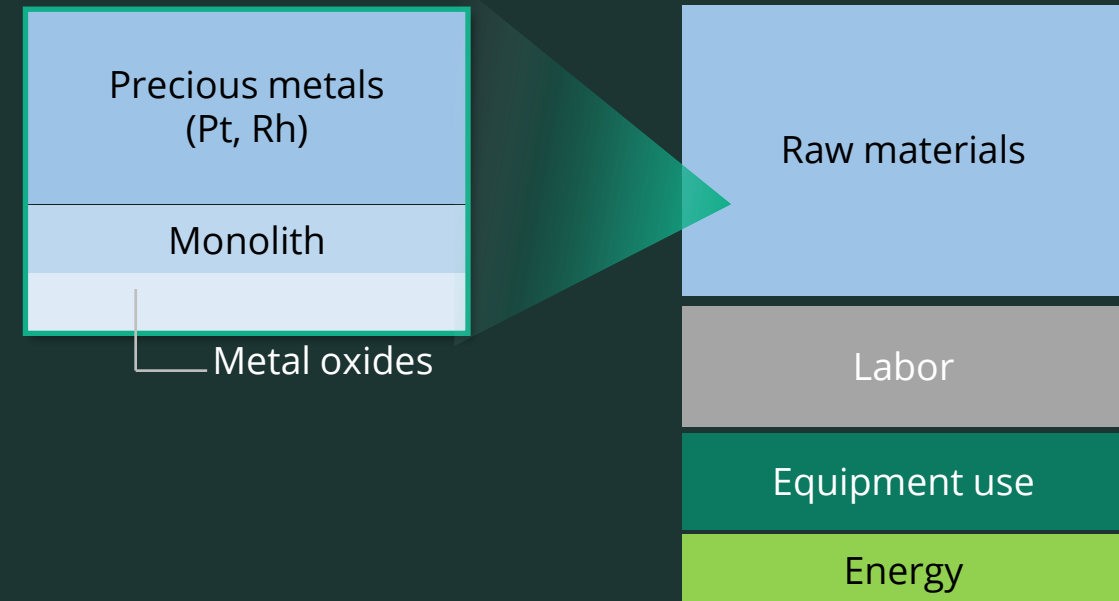 Precious metals
(Pt, Rh)
Monolith
Metal oxides
Raw materials
Labor
Equipment use
Energy